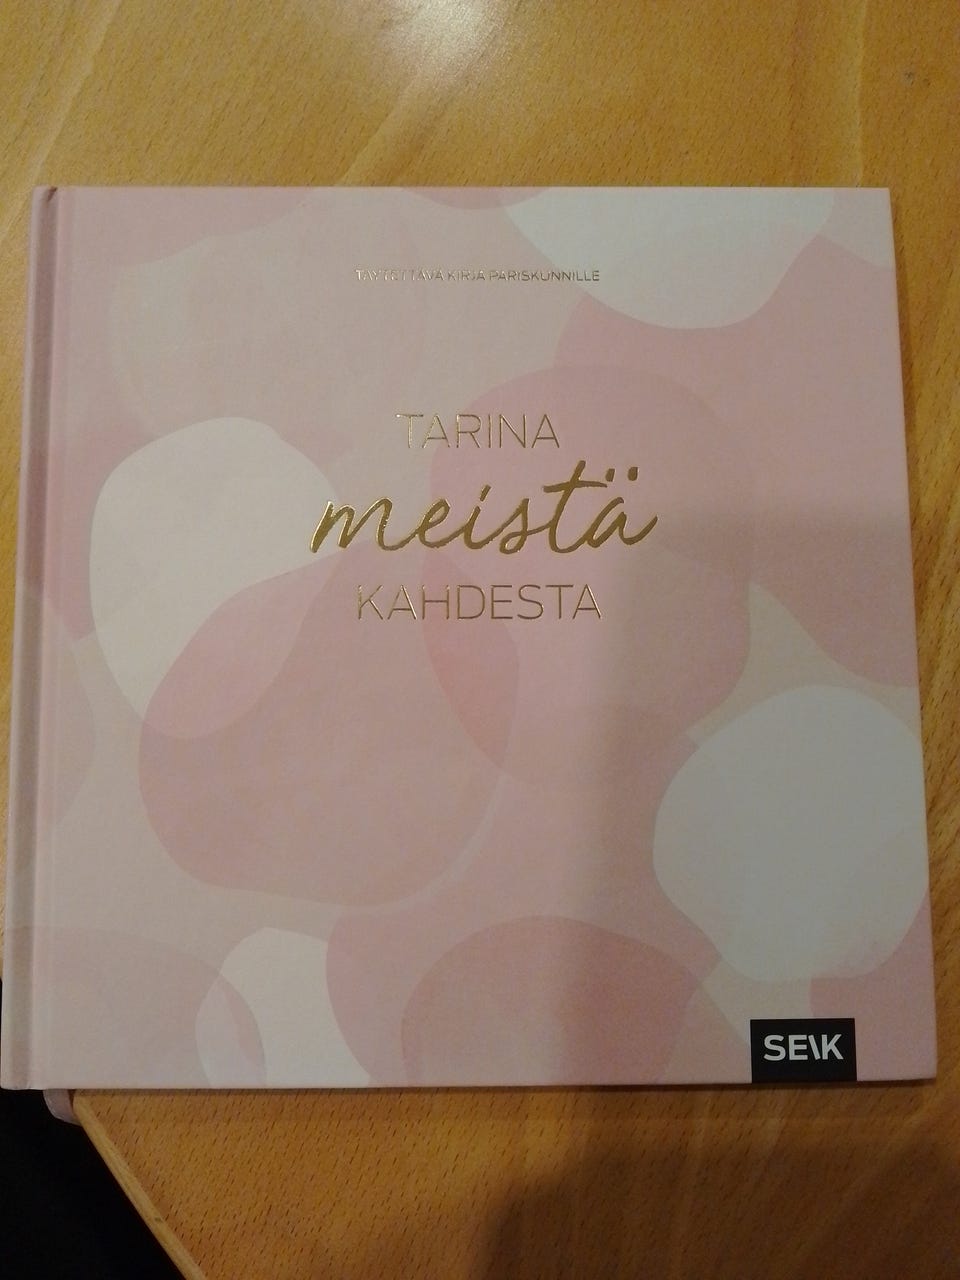 TÄYTETTÄVÄ KIRJA PARISKUNNILLE
TARINA
meistä
KAHDESTA
SEIK